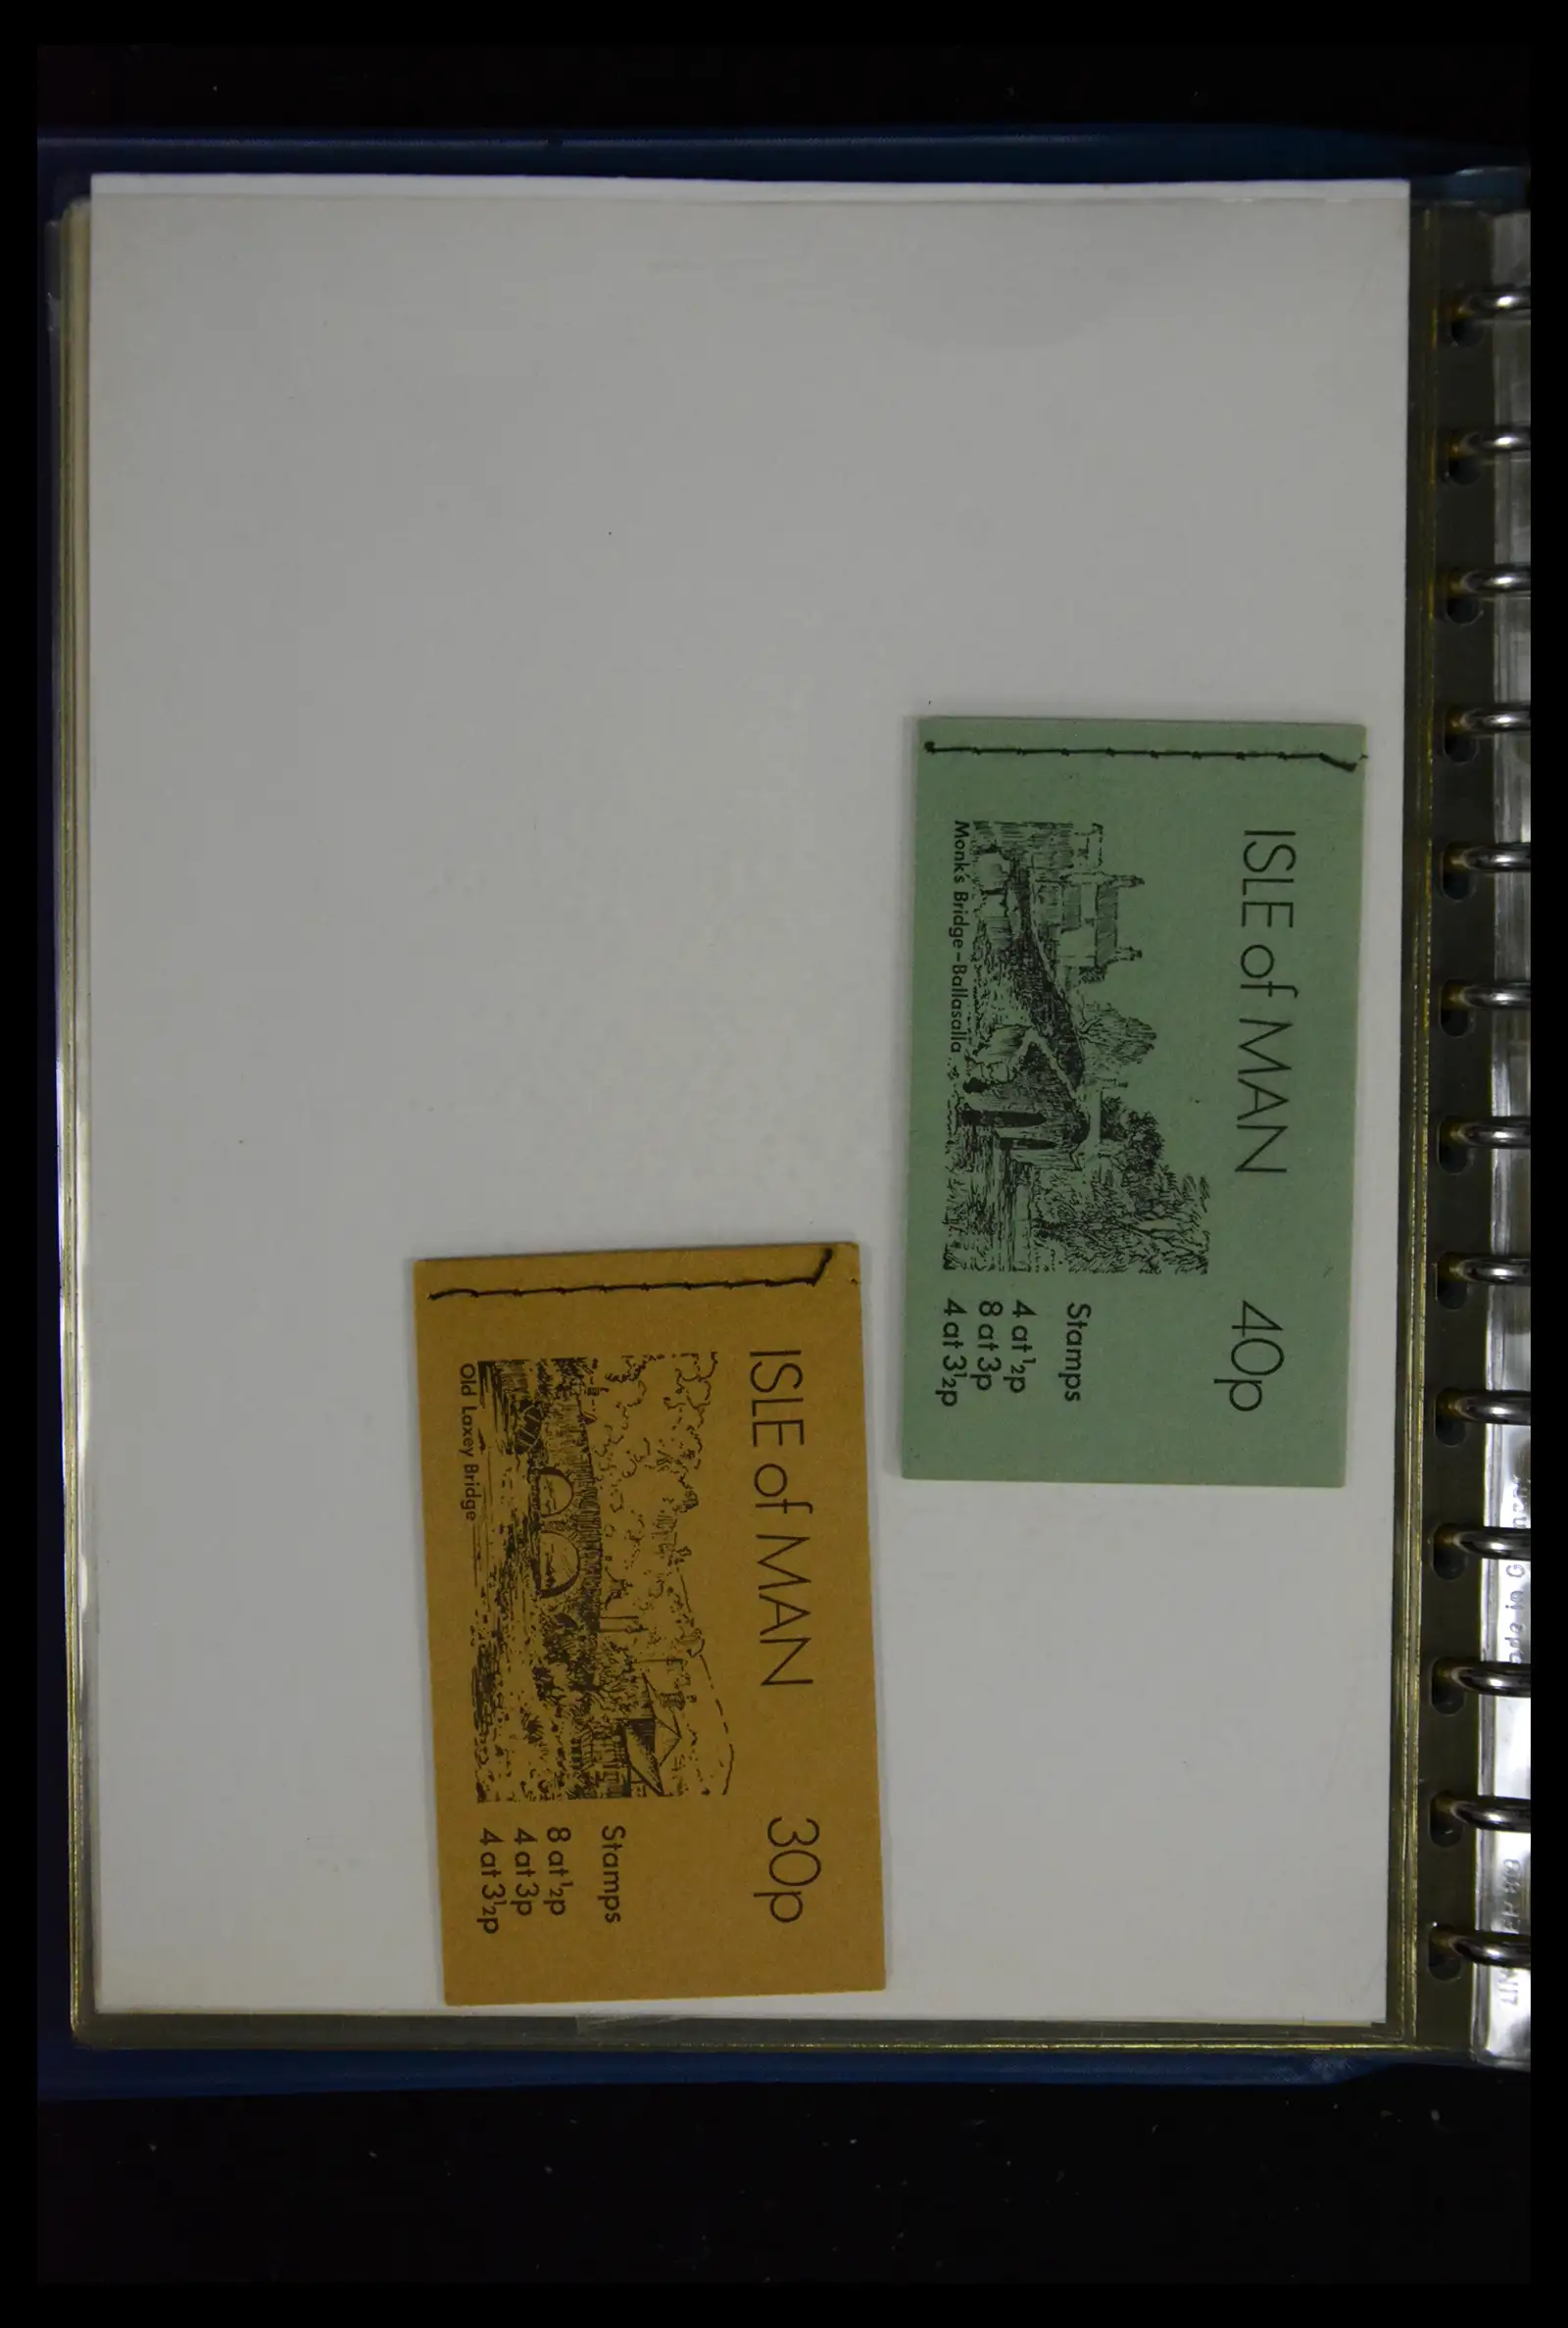 ISLE of MAN 40p
Monk's Bridge-Ballasalla
Stamps
4 at ½p
8 at 3p
4 at 3½p
ISLE of MAN 30p
Old Laxey Bridge
Stamps
8 at ½p
4 at 3p
4 at 3½p